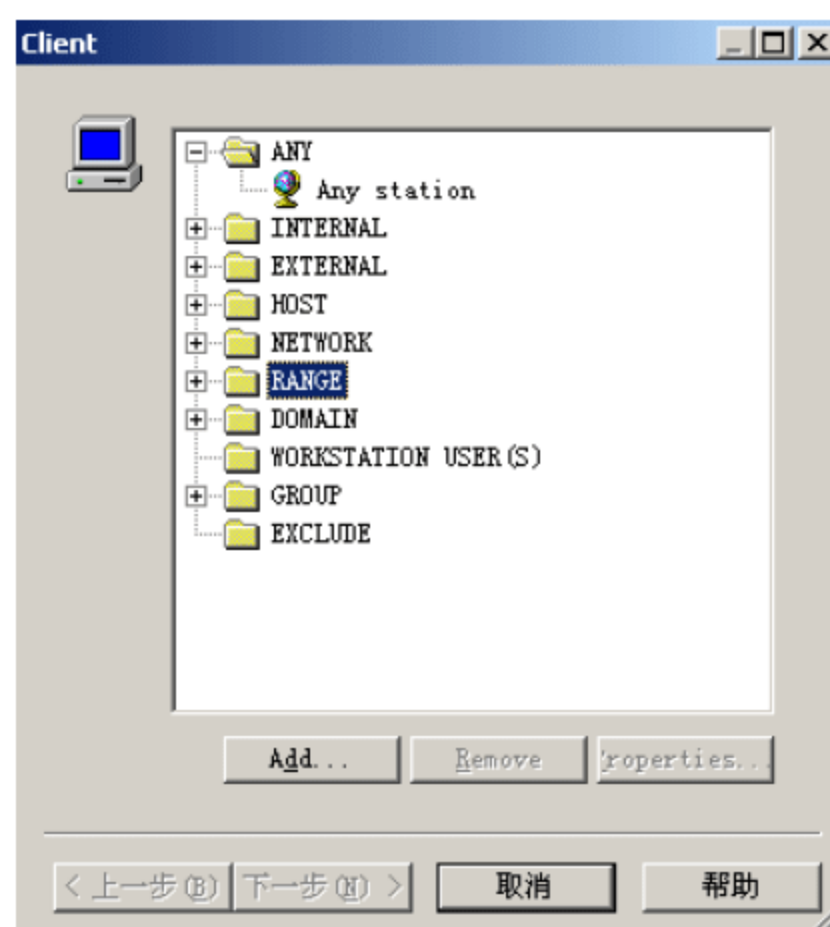 Client
ANY
Any station
INTERNAL
EXTERNAL
HOST
NETWORK
RANGE
DOMAIN
WORKSTATION USER(S)
GROUP
EXCLUDE
Add... Remove roperties...
< 上一步(B) 下一步(N) > 取消 帮助